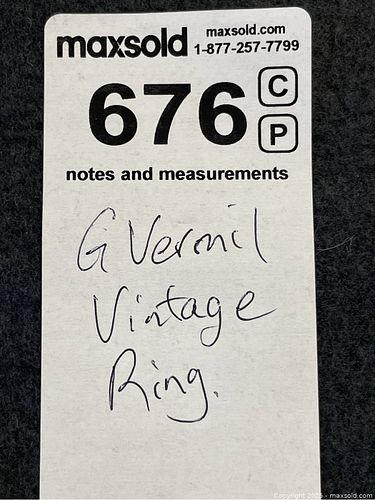 maxsold
maxsold.com
1-877-257-7799
676
C
P
notes and measurements
G Vermil
Vintage
Ring.